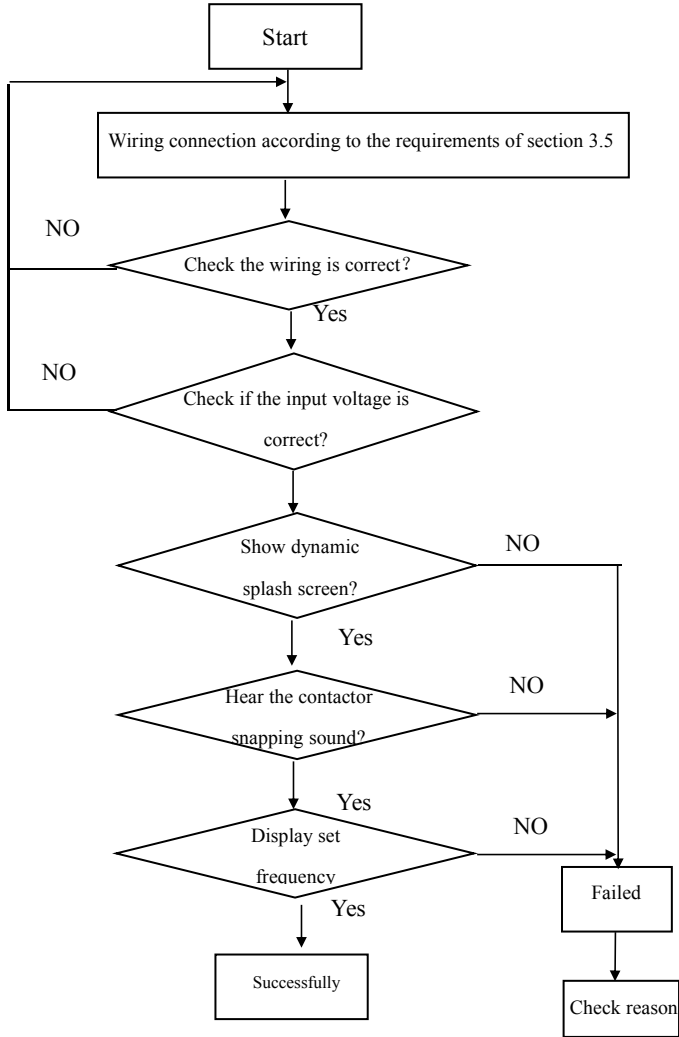 Start
Wiring connection according to the requirements of section 3.5
NO
Check the wiring is correct?
Yes
NO
Check if the input voltage is
correct?
Show dynamic
splash screen?
NO
Yes
Hear the contactor
snapping sound?
NO
Yes
Display set
frequency
NO
Yes
Failed
Successfully
Check reason